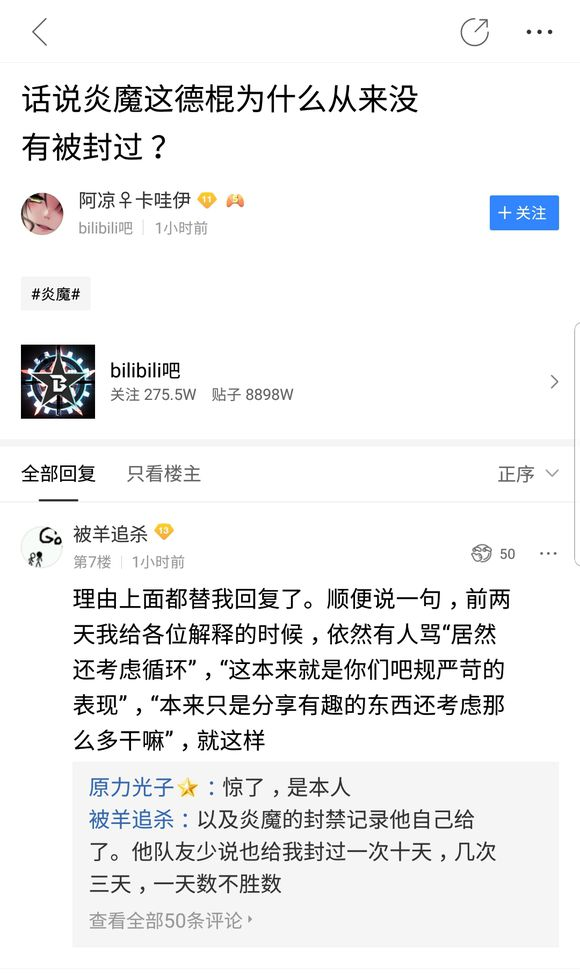 话说炎魔这德棍为什么从来没
有被封过？
阿凉♀卡哇伊 11 5
bilibili吧 1小时前
+ 关注
#炎魔#
B
bilibili吧
关注 275.5W 贴子 8898W
全部回复 只看楼主 正序
Go
被羊追杀 13
第7楼 1小时前
50
理由上面都替我回复了。顺便说一句，前两
天我给各位解释的时候，依然有人骂“居然
还考虑循环”，“这本来就是你们吧规严苛的
表现”，“本来只是分享有趣的东西还考虑那
么多干嘛”，就这样
原力光子⭐：惊了，是本人
被羊追杀：以及炎魔的封禁记录他自己给
了。他队友少说也给我封过一次十天，几次
三天，一天数不胜数
查看全部50条评论